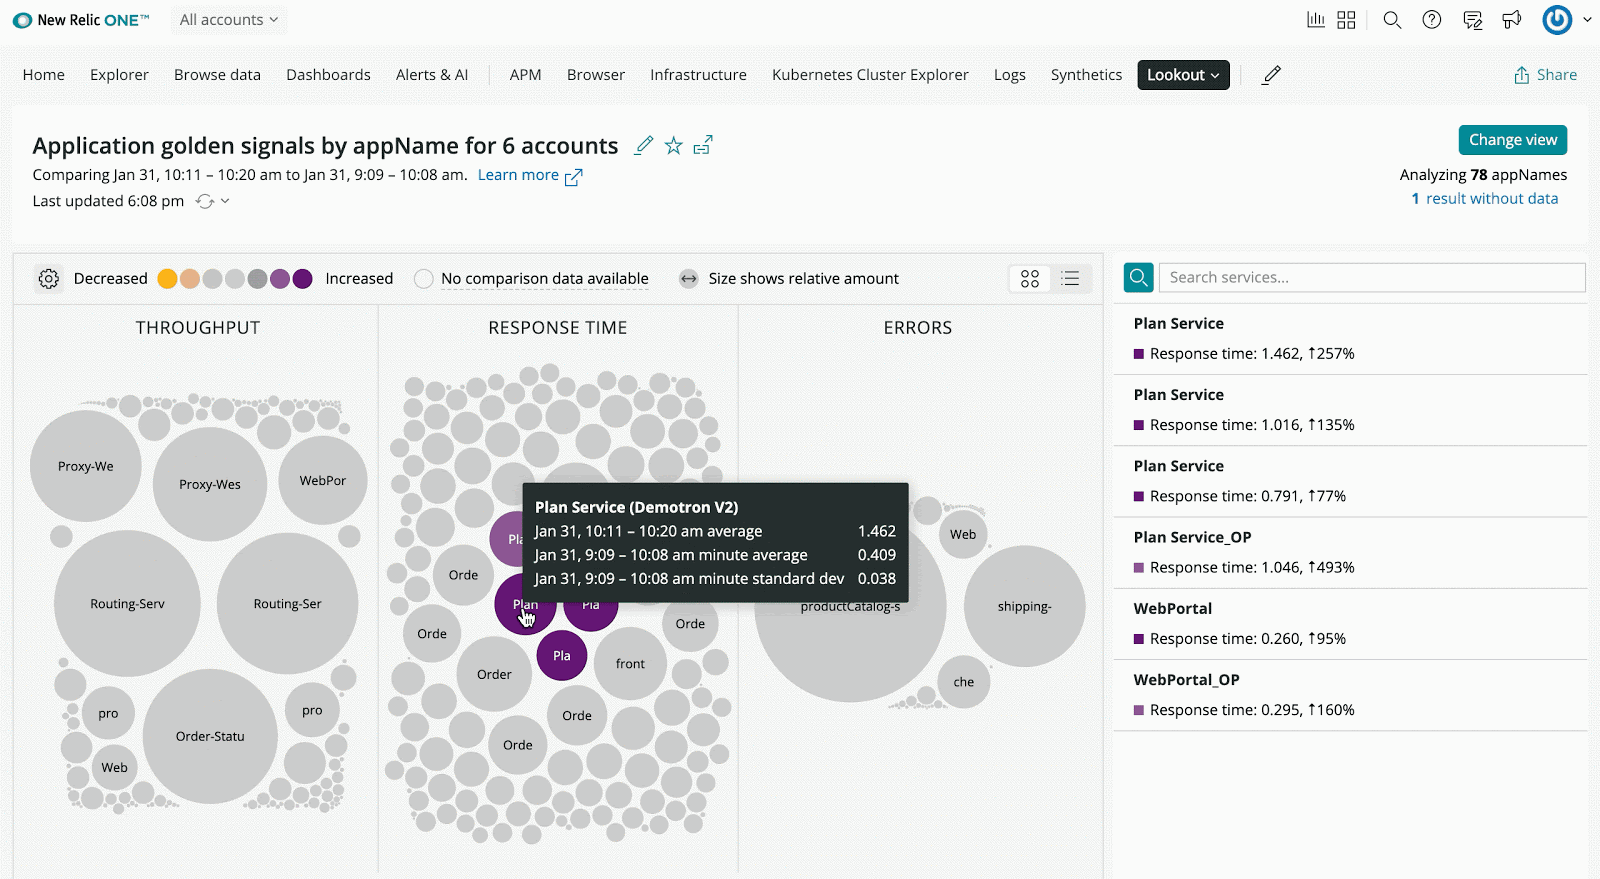 New Relic ONE™ All accounts
Home Explorer Browse data Dashboards Alerts & AI APM Browser Infrastructure Kubernetes Cluster Explorer Logs Synthetics Lookout Share
Application golden signals by appName for 6 accounts
Change view
Comparing Jan 31, 10:11 – 10:20 am to Jan 31, 9:09 – 10:08 am. Learn more
Analyzing 78 appNames
Last updated 6:08 pm
1 result without data
Decreased Increased No comparison data available Size shows relative amount
Search services...
THROUGHPUT
Proxy-We
Proxy-Wes
WebPor
Routing-Serv
Routing-Ser
pro
Order-Statu
pro
Web
RESPONSE TIME
Plan Service (Demotron V2)
Jan 31, 10:11 – 10:20 am average 1.462
Jan 31, 9:09 – 10:08 am minute average 0.409
Jan 31, 9:09 – 10:08 am minute standard dev 0.038
Pla
Orde
Plan
Pla
Orde
Orde
Pla
Order
front
Orde
Orde
ERRORS
Web
productCatalog-s
shipping-
che
Plan Service
Response time: 1.462, ↑257%
Plan Service
Response time: 1.016, ↑135%
Plan Service
Response time: 0.791, ↑77%
Plan Service_OP
Response time: 1.046, ↑493%
WebPortal
Response time: 0.260, ↑95%
WebPortal_OP
Response time: 0.295, ↑160%